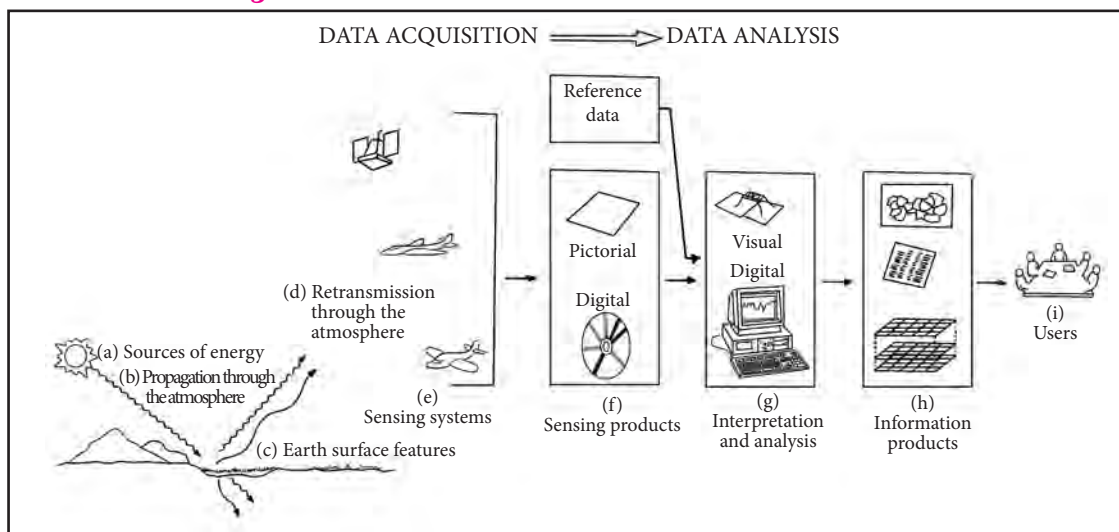 DATA ACQUISITION
DATA ANALYSIS
Reference
data
(a) Sources of energy
(b) Propagation through
the atmosphere
(c) Earth surface features
(d) Retransmission
through the
atmosphere
(e)
Sensing systems
Pictorial
Digital
(f)
Sensing products
Visual
Digital
(g)
Interpretation
and analysis
(h)
Information
products
(i)
Users